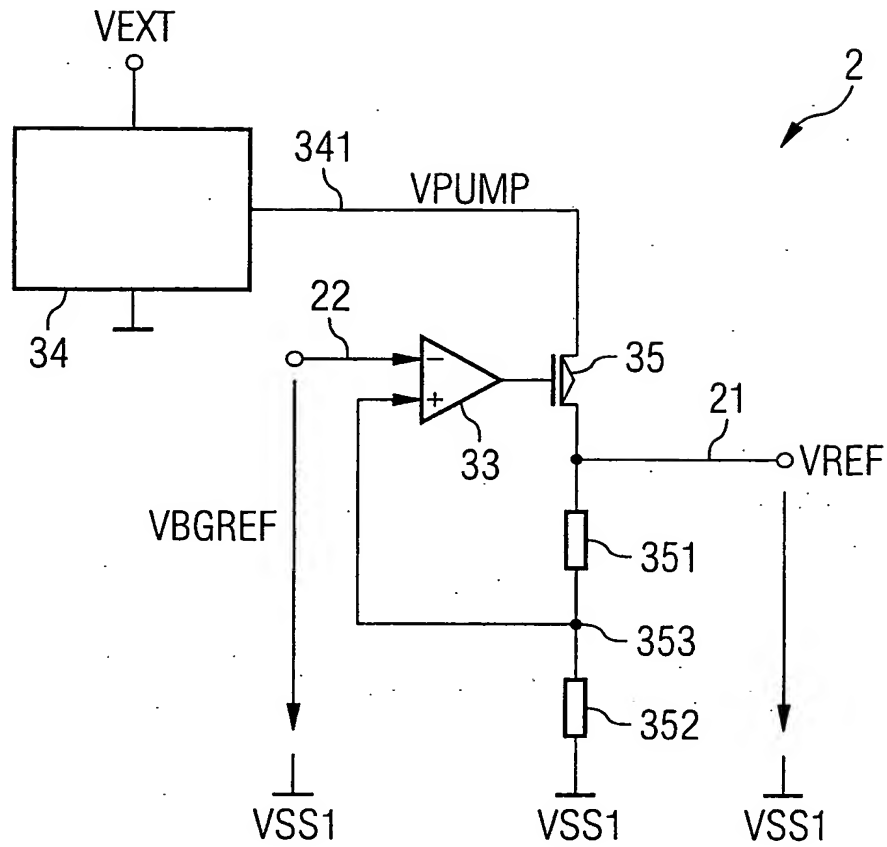 VEXT
2
341
VPUMP
34
22
35
21
−
+
33
VREF
VBGREF
351
353
352
VSS1
VSS1
VSS1